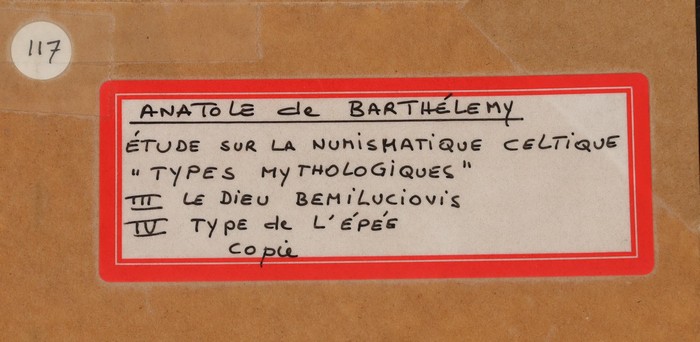 117
ANATOLE de BARTHÉLEMY
ÉTUDE SUR LA NUMISMATIQUE CELTIQUE
"TYPES MYTHOLOGIQUES"
III LE DIEU BEMILUCIOVIS
IV TYPE de L'ÉPÉE
copie